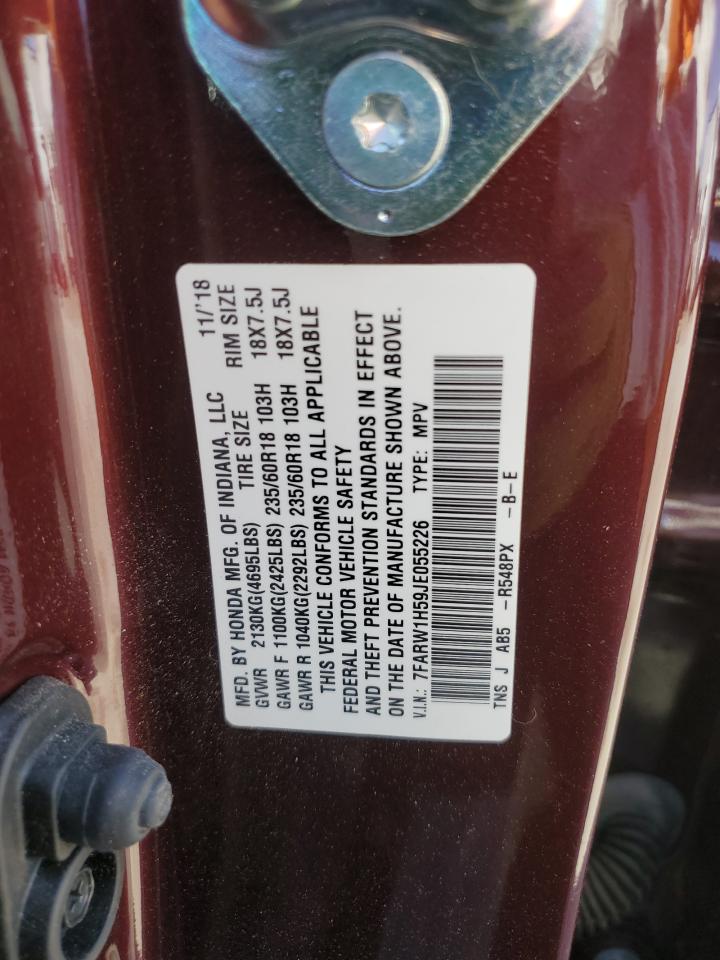 MFD. BY HONDA MFG. OF INDIANA, LLC 11/'18
GVWR 2130KG(4695LBS) TIRE SIZE RIM SIZE
GAWR F 1100KG(2425LBS) 235/60R18 103H 18X7.5J
GAWR R 1040KG(2292LBS) 235/60R18 103H 18X7.5J
THIS VEHICLE CONFORMS TO ALL APPLICABLE
FEDERAL MOTOR VEHICLE SAFETY
AND THEFT PREVENTION STANDARDS IN EFFECT
ON THE DATE OF MANUFACTURE SHOWN ABOVE.
V.I.N.: 7FARW1H59JE055226 TYPE: MPV
TNS J AB5 -R548PX -B-E